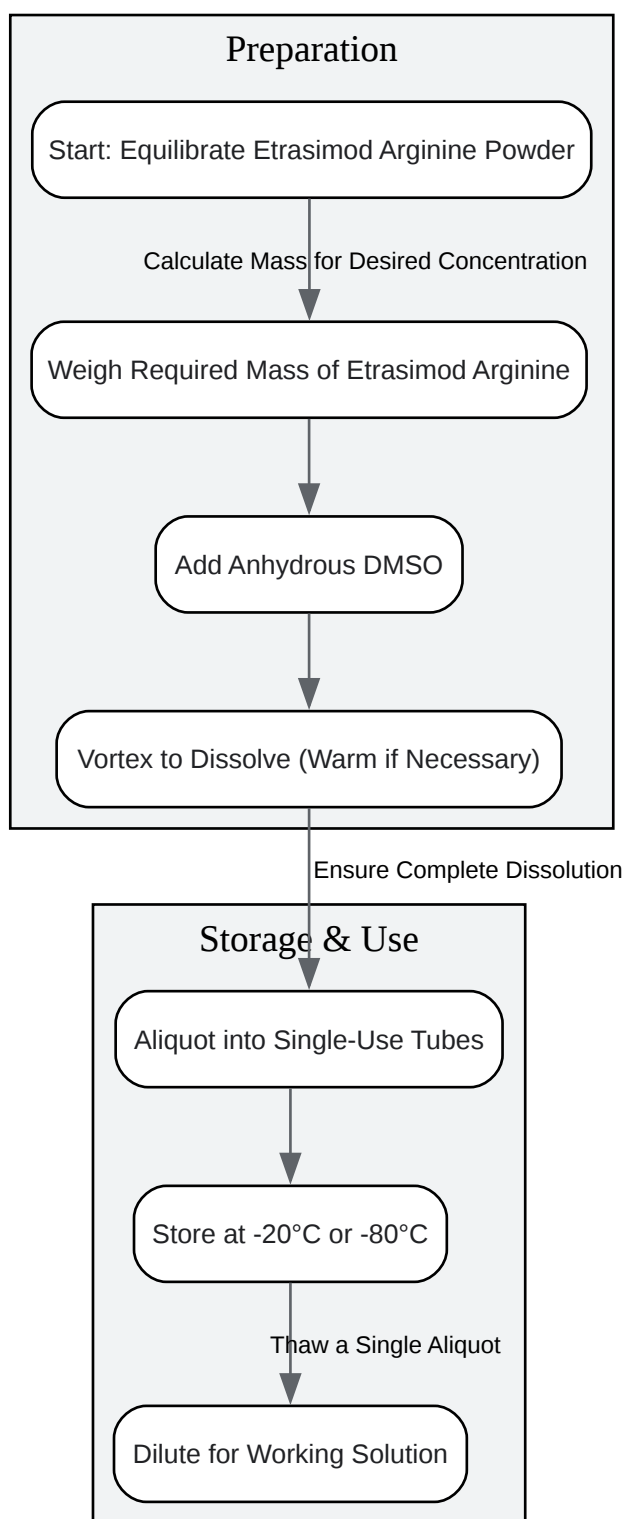 Preparation
Start: Equilibrate Etrasimod Arginine Powder
Calculate Mass for Desired Concentration
Weigh Required Mass of Etrasimod Arginine
Add Anhydrous DMSO
Vortex to Dissolve (Warm if Necessary)
Ensure Complete Dissolution
Storage & Use
Aliquot into Single-Use Tubes
Store at -20°C or -80°C
Thaw a Single Aliquot
Dilute for Working Solution